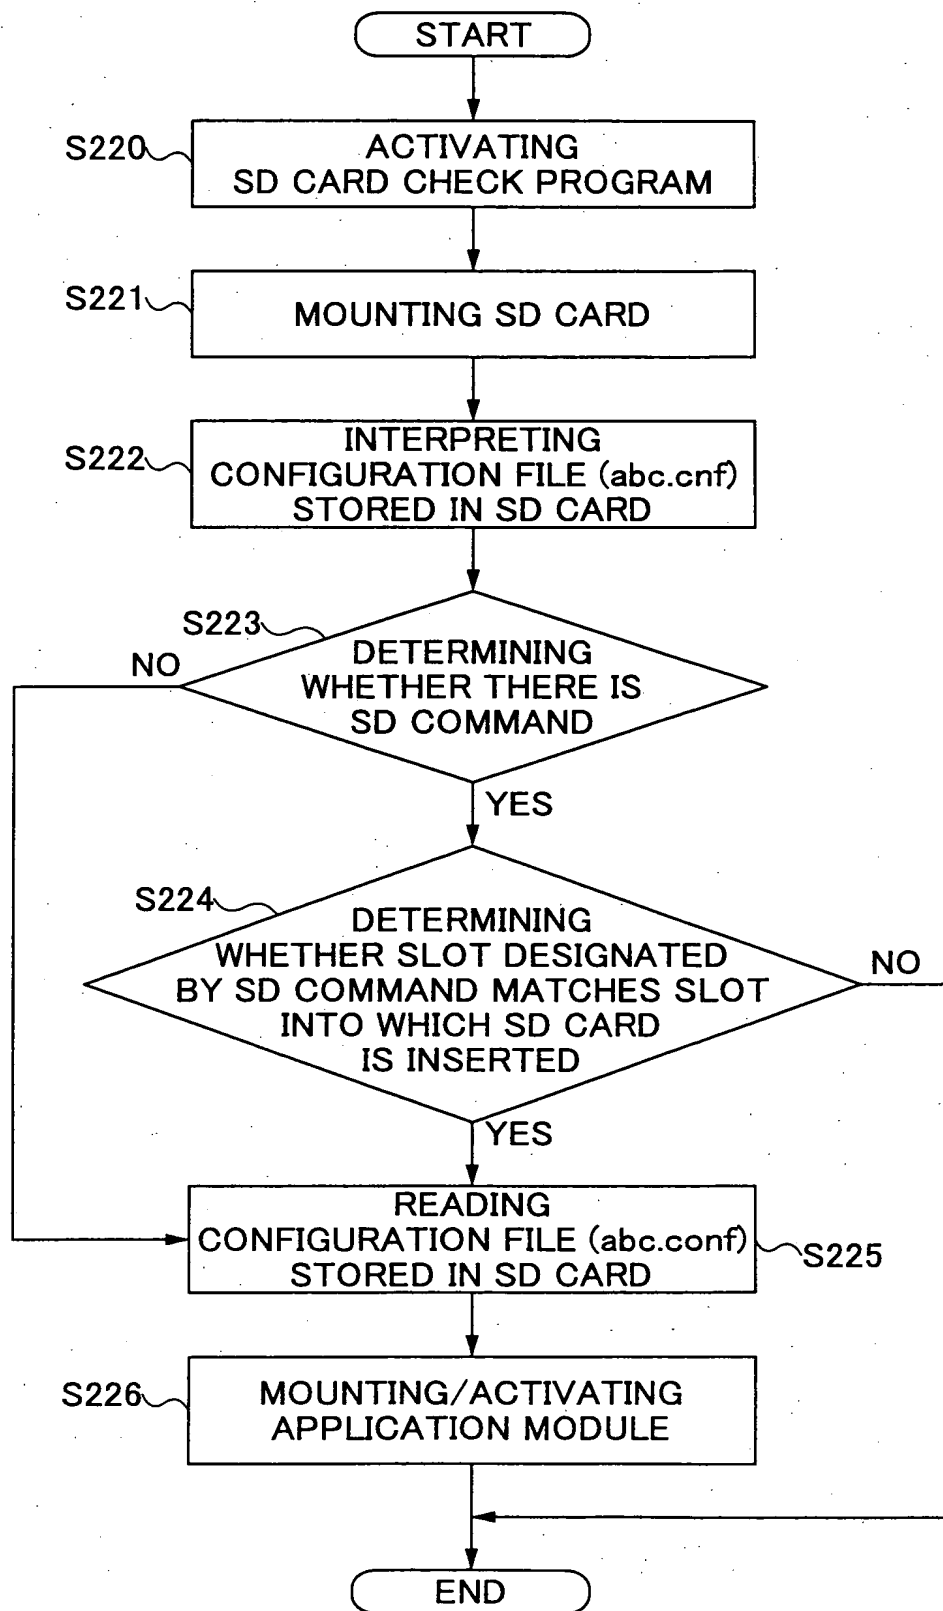 START
S220
ACTIVATING
SD CARD CHECK PROGRAM
S221
MOUNTING SD CARD
S222
INTERPRETING
CONFIGURATION FILE (abc.cnf)
STORED IN SD CARD
S223
NO
DETERMINING
WHETHER THERE IS
SD COMMAND
YES
S224
DETERMINING
WHETHER SLOT DESIGNATED
BY SD COMMAND MATCHES SLOT
INTO WHICH SD CARD
IS INSERTED
NO
YES
READING
CONFIGURATION FILE (abc.conf)
STORED IN SD CARD
S225
S226
MOUNTING/ACTIVATING
APPLICATION MODULE
END